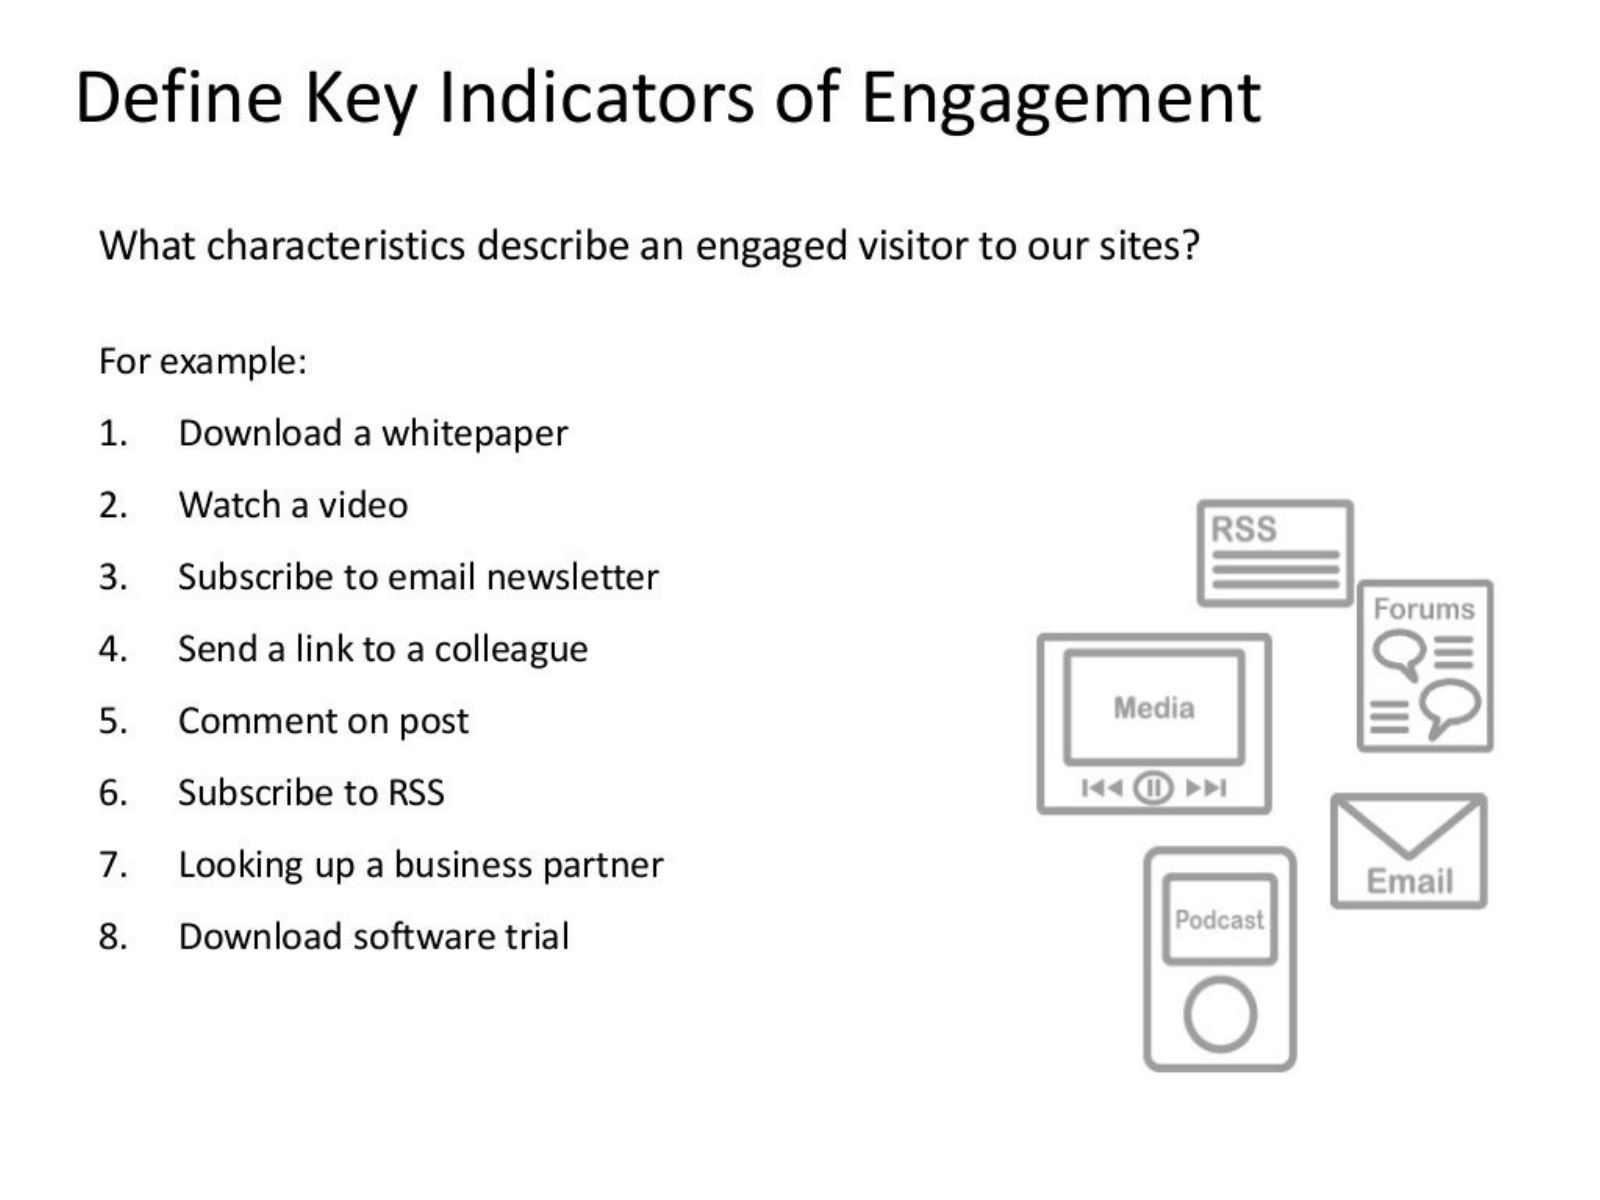 Define Key Indicators of Engagement
What characteristics describe an engaged visitor to our sites?
For example:
1. Download a whitepaper
2. Watch a video
3. Subscribe to email newsletter
4. Send a link to a colleague
5. Comment on post
6. Subscribe to RSS
7. Looking up a business partner
8. Download software trial
RSS
Forums
Media
Email
Podcast